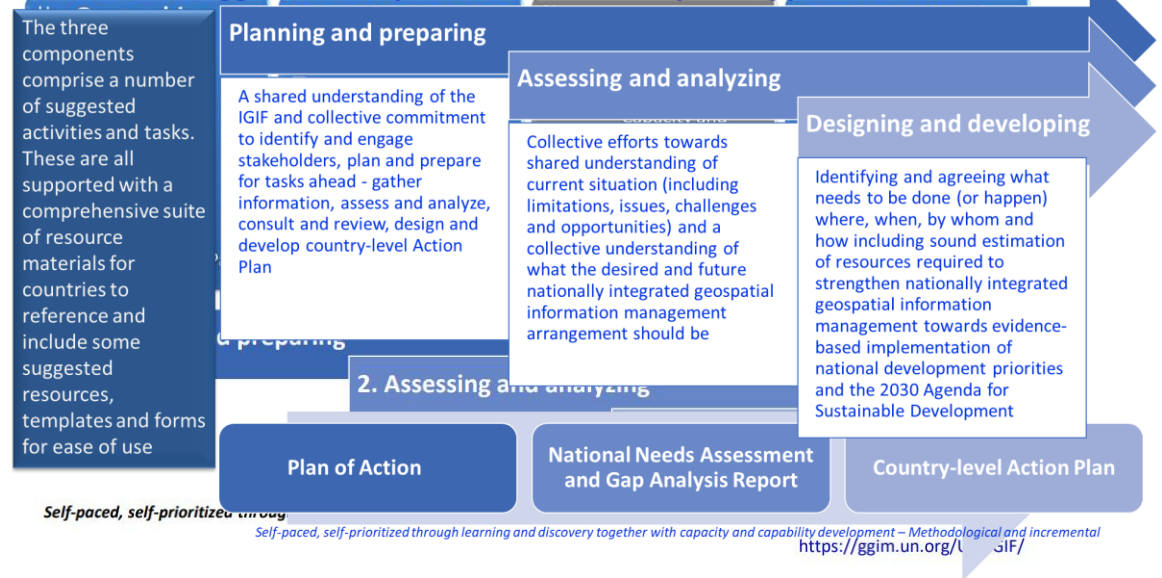 The three
components
comprise a number
of suggested
activities and tasks.
These are all
supported with a
comprehensive suite
of resource
materials for
countries to
reference and
include some
suggested
resources,
templates and forms
for ease of use
Planning and preparing
A shared understanding of the
IGIF and collective commitment
to identify and engage
stakeholders, plan and prepare
for tasks ahead - gather
information, assess and analyze,
consult and review, design and
develop country-level Action
Plan
Assessing and analyzing
Capacity and
Collective efforts towards
shared understanding of
current situation (including
limitations, issues, challenges
and opportunities) and a
collective understanding of
what the desired and future
nationally integrated geospatial
information management
arrangement should be
Designing and developing
Identifying and agreeing what
needs to be done (or happen)
where, when, by whom and
how including sound estimation
of resources required to
strengthen nationally integrated
geospatial information
management towards evidence-
based implementation of
national development priorities
and the 2030 Agenda for
Sustainable Development
preparing
2. Assessing and analyzing
Plan of Action
National Needs Assessment
and Gap Analysis Report
Country-level Action Plan
Self-paced, self-prioritized through
Self-paced, self-prioritized through learning and discovery together with capacity and capability development – Methodological and incremental
https://ggim.un.org/U GIF/